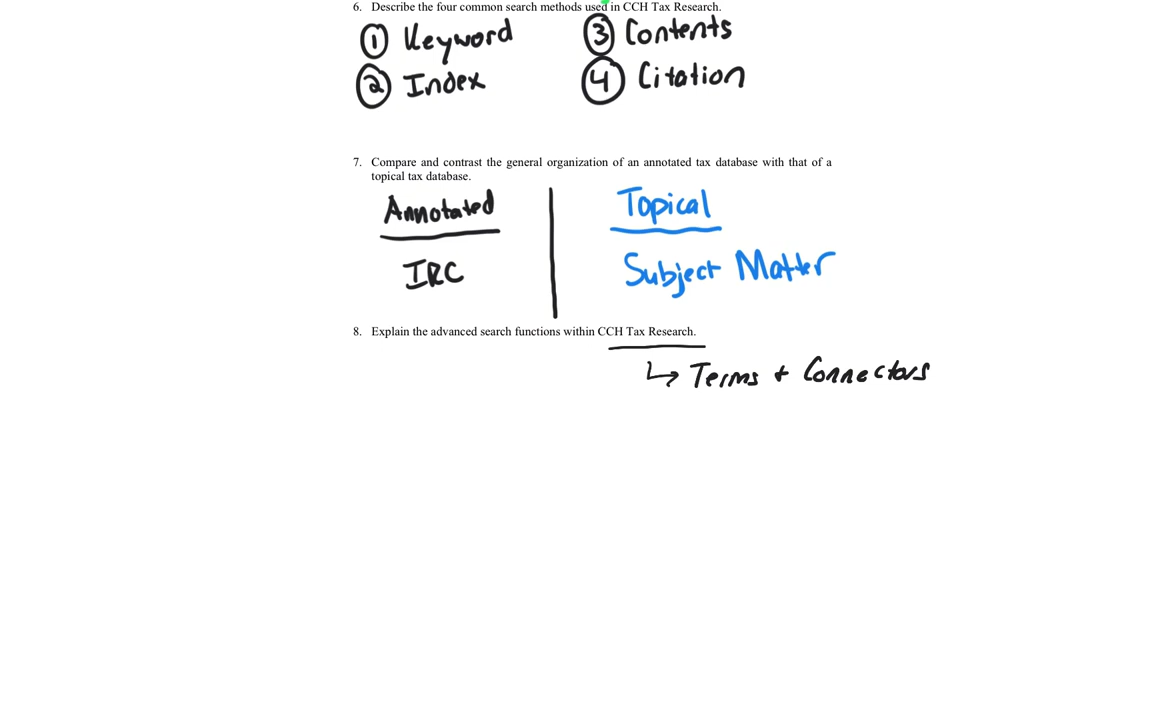 6. Describe the four common search methods used in CCH Tax Research.
① Keyword ③ Contents
② Index ④ Citation
7. Compare and contrast the general organization of an annotated tax database with that of a
topical tax database.
Annotated Topical
IRC Subject Matter
8. Explain the advanced search functions within CCH Tax Research.
↳ Terms + Connectors